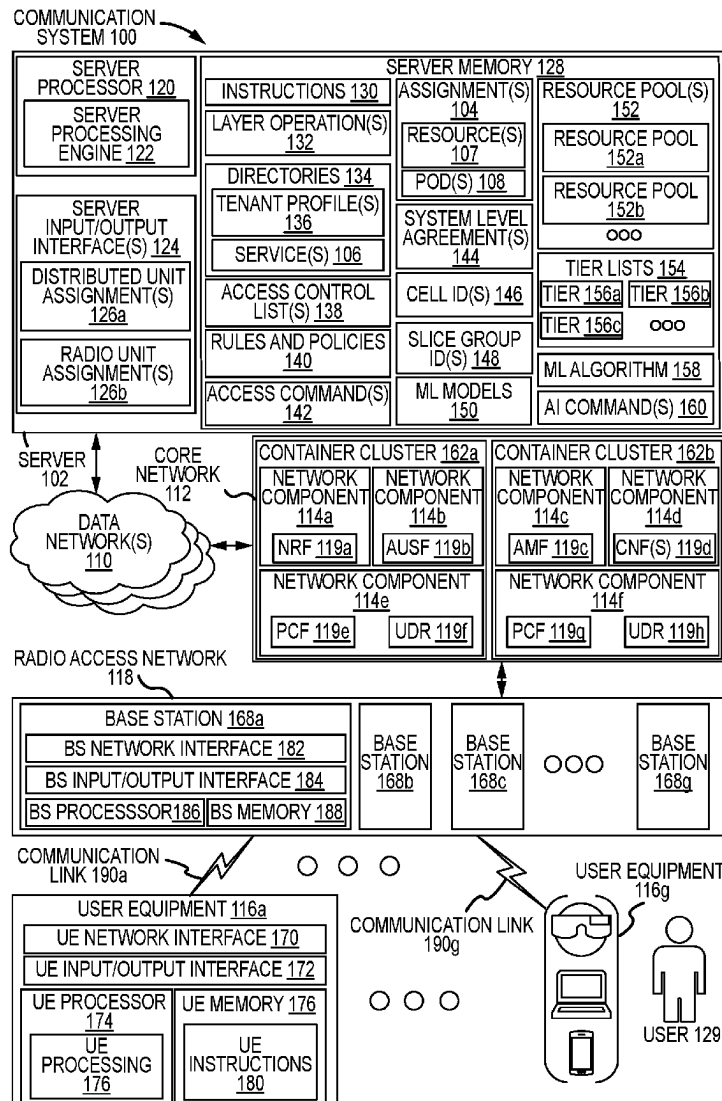 COMMUNICATION
SYSTEM 100
SERVER
PROCESSOR 120
SERVER
PROCESSING
ENGINE 122
SERVER
INPUT/OUTPUT
INTERFACE(S) 124
DISTRIBUTED UNIT
ASSIGNMENT(S)
126a
RADIO UNIT
ASSIGNMENT(S)
126b
SERVER MEMORY 128
INSTRUCTIONS 130
LAYER OPERATION(S)
132
DIRECTORIES 134
TENANT PROFILE(S)
136
SERVICE(S) 106
ACCESS CONTROL
LIST(S) 138
RULES AND POLICIES
140
ACCESS COMMAND(S)
142
ASSIGNMENT(S)
104
RESOURCE(S)
107
POD(S) 108
SYSTEM LEVEL
AGREEMENT(S)
144
CELL ID(S) 146
SLICE GROUP
ID(S) 148
ML MODELS
150
RESOURCE POOL(S)
152
RESOURCE POOL
152a
RESOURCE POOL
152b
TIER LISTS 154
TIER 156a
TIER 156b
TIER 156c
ML ALGORITHM 158
AI COMMAND(S) 160
SERVER
102
CORE
NETWORK
112
DATA
NETWORK(S)
110
CONTAINER CLUSTER 162a
NETWORK
COMPONENT
114a
NRF 119a
NETWORK
COMPONENT
114b
AUSF 119b
NETWORK COMPONENT
114e
PCF 119e
UDR 119f
CONTAINER CLUSTER 162b
NETWORK
COMPONENT
114c
AMF 119c
NETWORK
COMPONENT
114d
CNF(S) 119d
NETWORK COMPONENT
114f
PCF 119g
UDR 119h
RADIO ACCESS NETWORK
118
BASE STATION 168a
BS NETWORK INTERFACE 182
BS INPUT/OUTPUT INTERFACE 184
BS PROCESSSOR186
BS MEMORY 188
BASE
STATION
168b
BASE
STATION
168c
BASE
STATION
168g
COMMUNICATION
LINK 190a
COMMUNICATION LINK
190g
USER EQUIPMENT 116a
UE NETWORK INTERFACE 170
UE INPUT/OUTPUT INTERFACE 172
UE PROCESSOR
174
UE
PROCESSING
176
UE MEMORY 176
UE
INSTRUCTIONS
180
USER EQUIPMENT
116g
USER 129